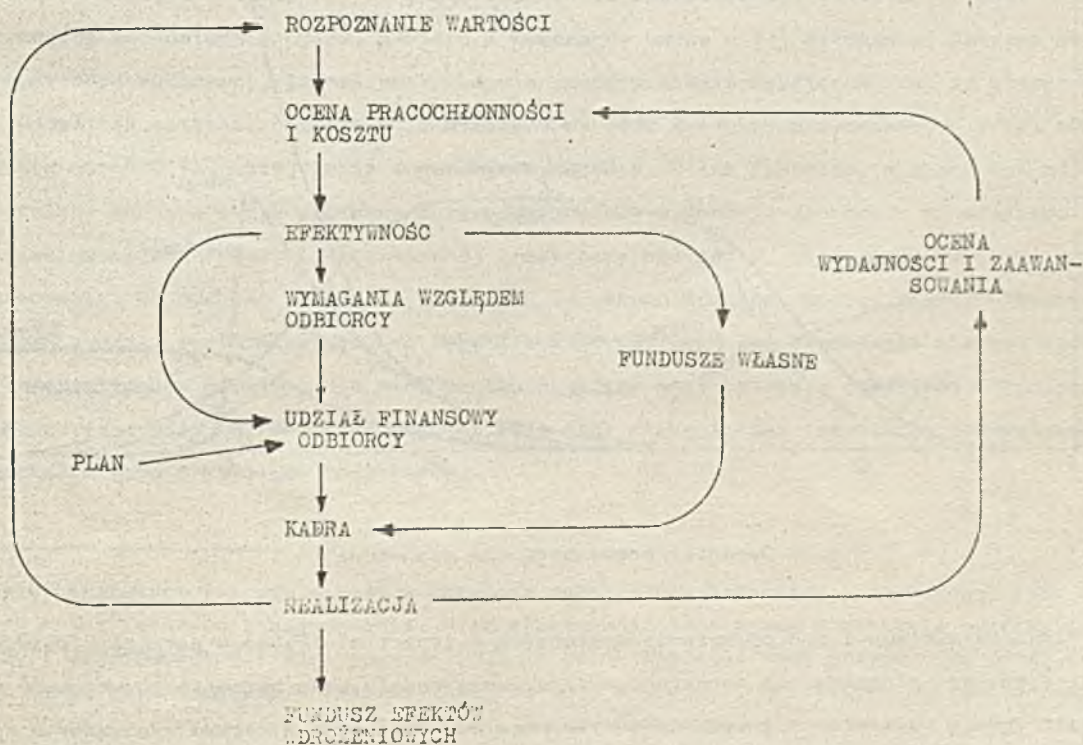 ROZPOZNANIE WARTOŚCI
OCENA PRACOCHŁONNOŚCI
I KOSZTU
EFEKTYWNOŚĆ
OCENA
WYDAJNOŚCI I ZAAWAN-
SOWANIA
WYMAGANIA WZGLĘDEM
ODBIORCY
FUNDUSZE WŁASNE
UDZIAŁ FINANSOWY
ODBIORCY
PLAN
KADRA
REALIZACJA
FUNDUSZ EFEKTÓW
WDROŻENIOWYCH